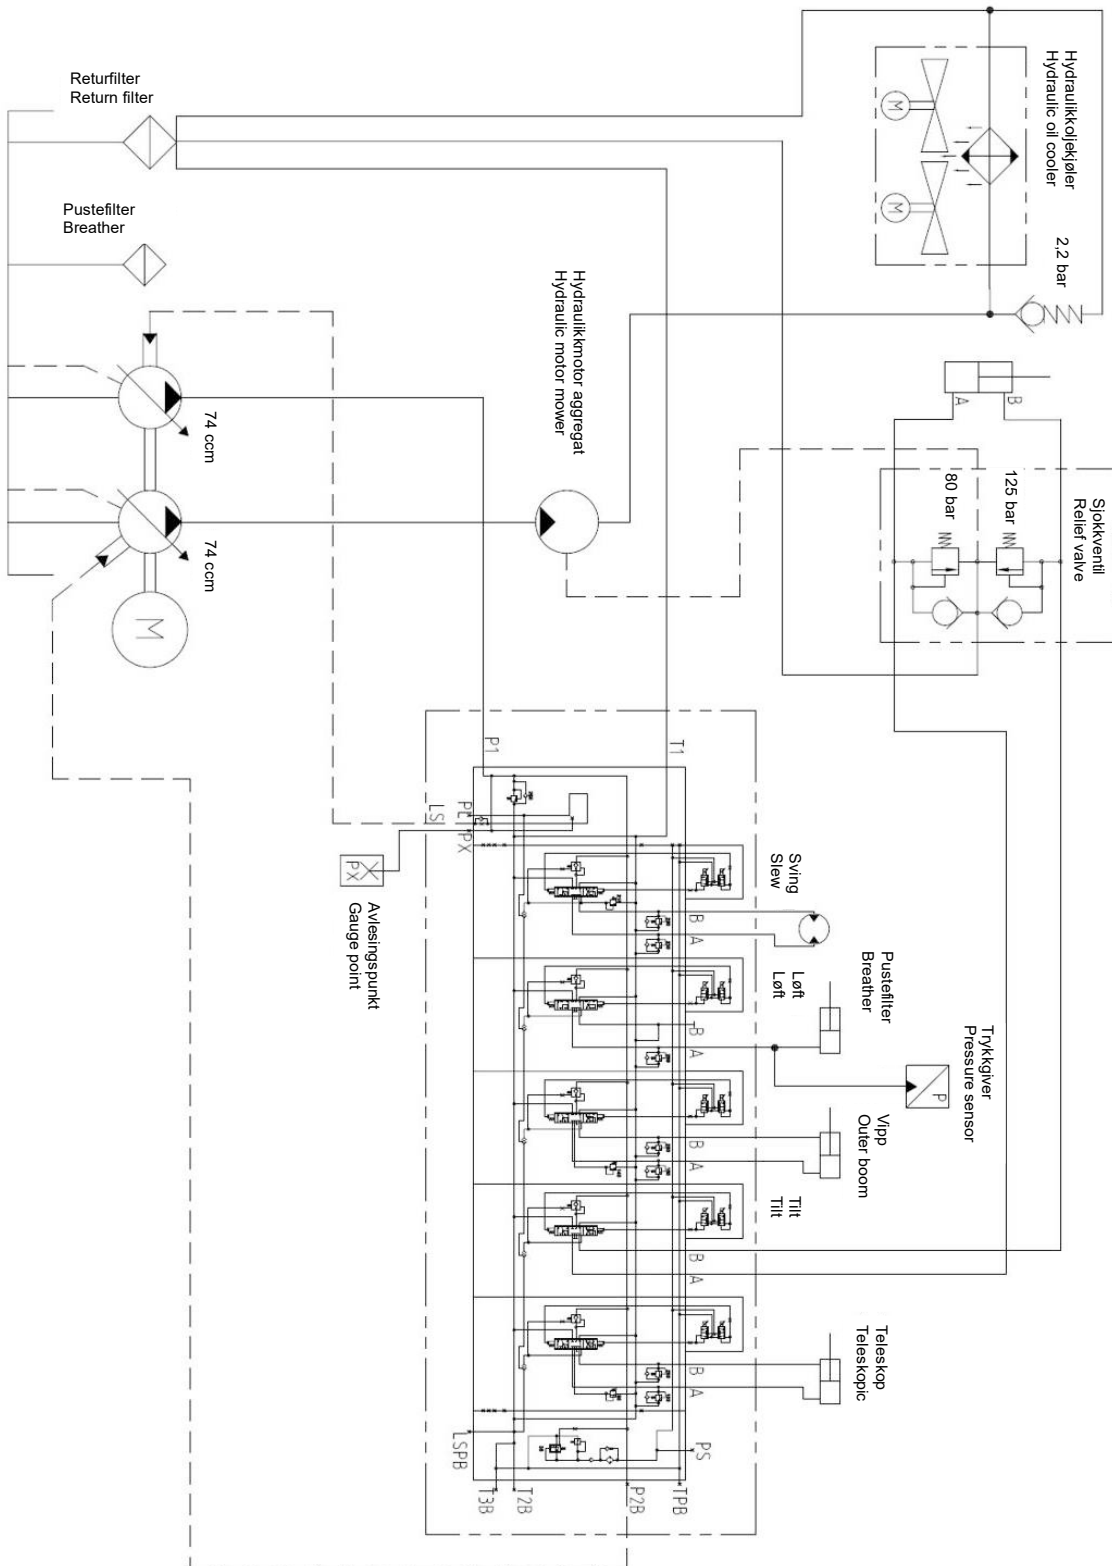 Returfilter
Return filter
Pustefilter
Breather
74 ccm
74 ccm
M
Hydraulikkmotor aggregat
Hydraulic motor mower
Hydraulikkoljekjøler
Hydraulic oil cooler
M
M
2,2 bar
A
B
Sjokkventil
Relief valve
125 bar
80 bar
P1
T1
PL
LS
PX
PX
Avlesingspunkt
Gauge point
Sving
Slew
B
A
Løft
Løft
B
A
Pustefilter
Breather
Trykkgiver
Pressure sensor
P
Vipp
Outer boom
B
A
Tilt
Tilt
B
A
Teleskop
Teleskopic
B
A
LSPB
PS
T3B
T2B
P2B
TPB